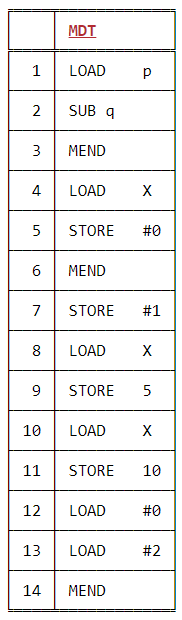 MDT
1 LOAD p
2 SUB q
3 MEND
4 LOAD X
5 STORE #0
6 MEND
7 STORE #1
8 LOAD X
9 STORE 5
10 LOAD X
11 STORE 10
12 LOAD #0
13 LOAD #2
14 MEND